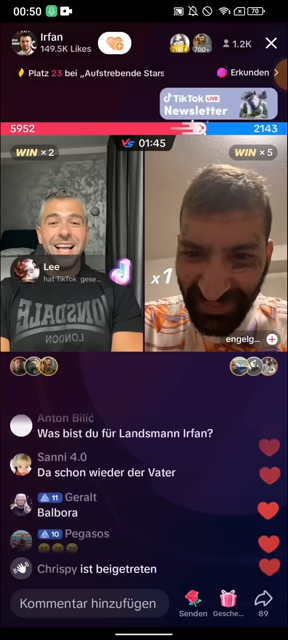 00:50
70
Irfan
149.5K Likes
708
700+
1.2K
Platz 23 bei „Aufstrebende Stars
Erkunden >
TikTok LIVE
Newsletter
5952
2143
WIN × 2
VS 01:45
WIN × 5
Lee
hat TikTok gese...
x1
LONSDALE
LONDON
engelg...
Anton Bilić
Was bist du für Landsmann Irfan?
Sanni 4.0
Da schon wieder der Vater
11 Geralt
Balbora
10 Pegasos
Chrispy ist beigetreten
Kommentar hinzufügen
Senden
Gesche...
89